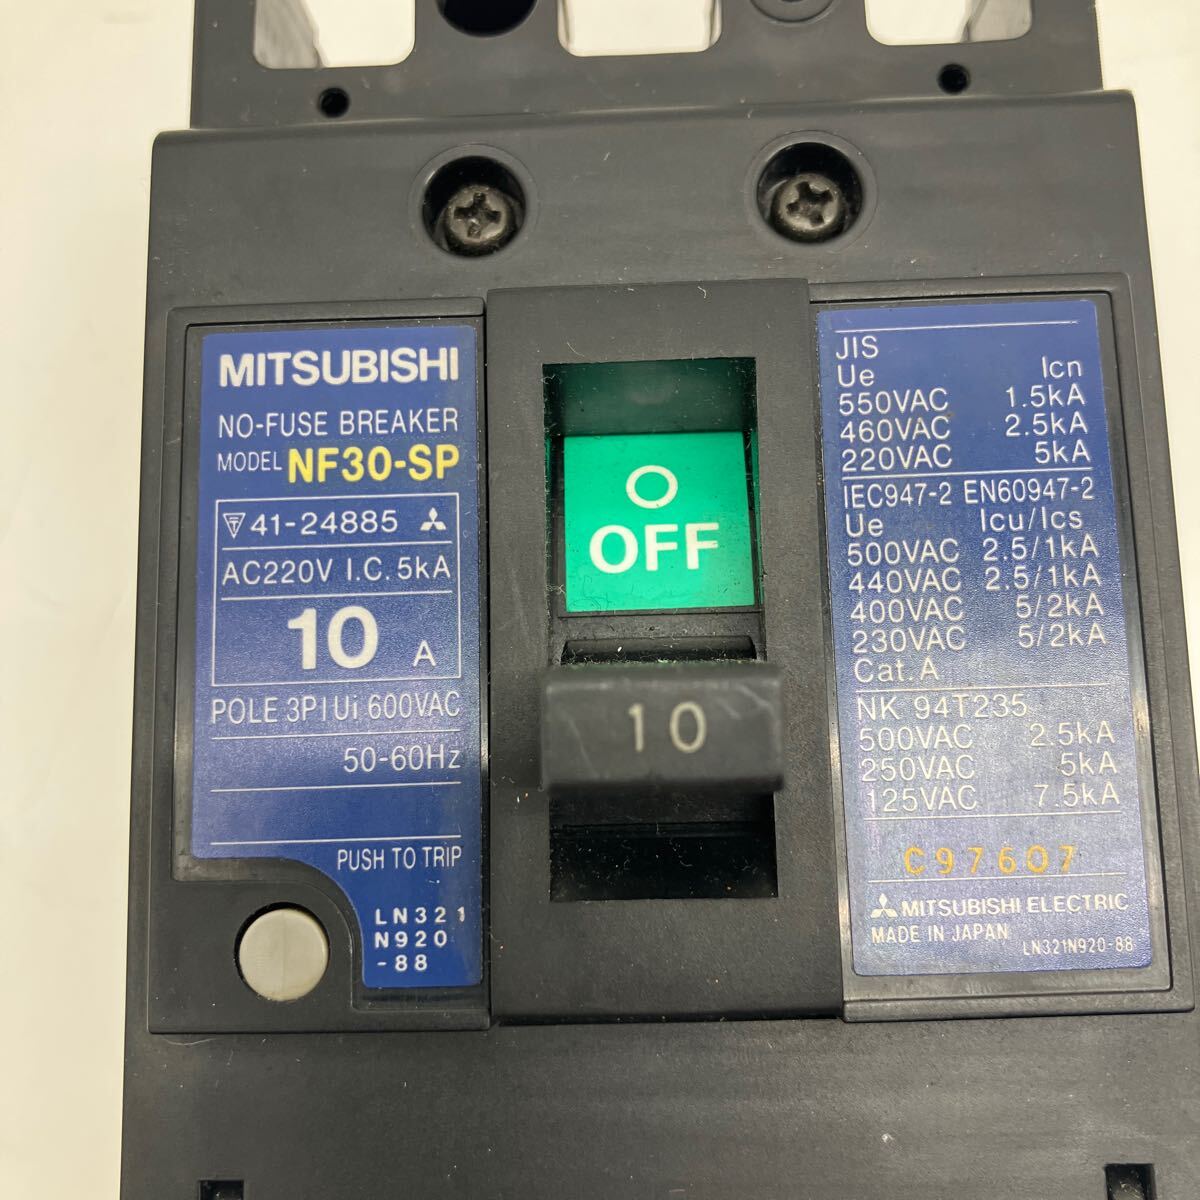 MITSUBISHI
NO-FUSE BREAKER
MODEL NF30-SP
41-24885
AC220V I.C. 5kA
10 A
POLE 3P Ui 600VAC
50-60Hz
PUSH TO TRIP
LN321
N920
-88
O
OFF
10
JIS
Ue Icn
550VAC 1.5kA
460VAC 2.5kA
220VAC 5kA
IEC947-2 EN60947-2
Ue Icu/Ics
500VAC 2.5/1kA
440VAC 2.5/1kA
400VAC 5/2kA
230VAC 5/2kA
Cat. A
NK 94T235
500VAC 2.5kA
250VAC 5kA
125VAC 7.5kA
C97607
MITSUBISHI ELECTRIC
MADE IN JAPAN LN321N920-88